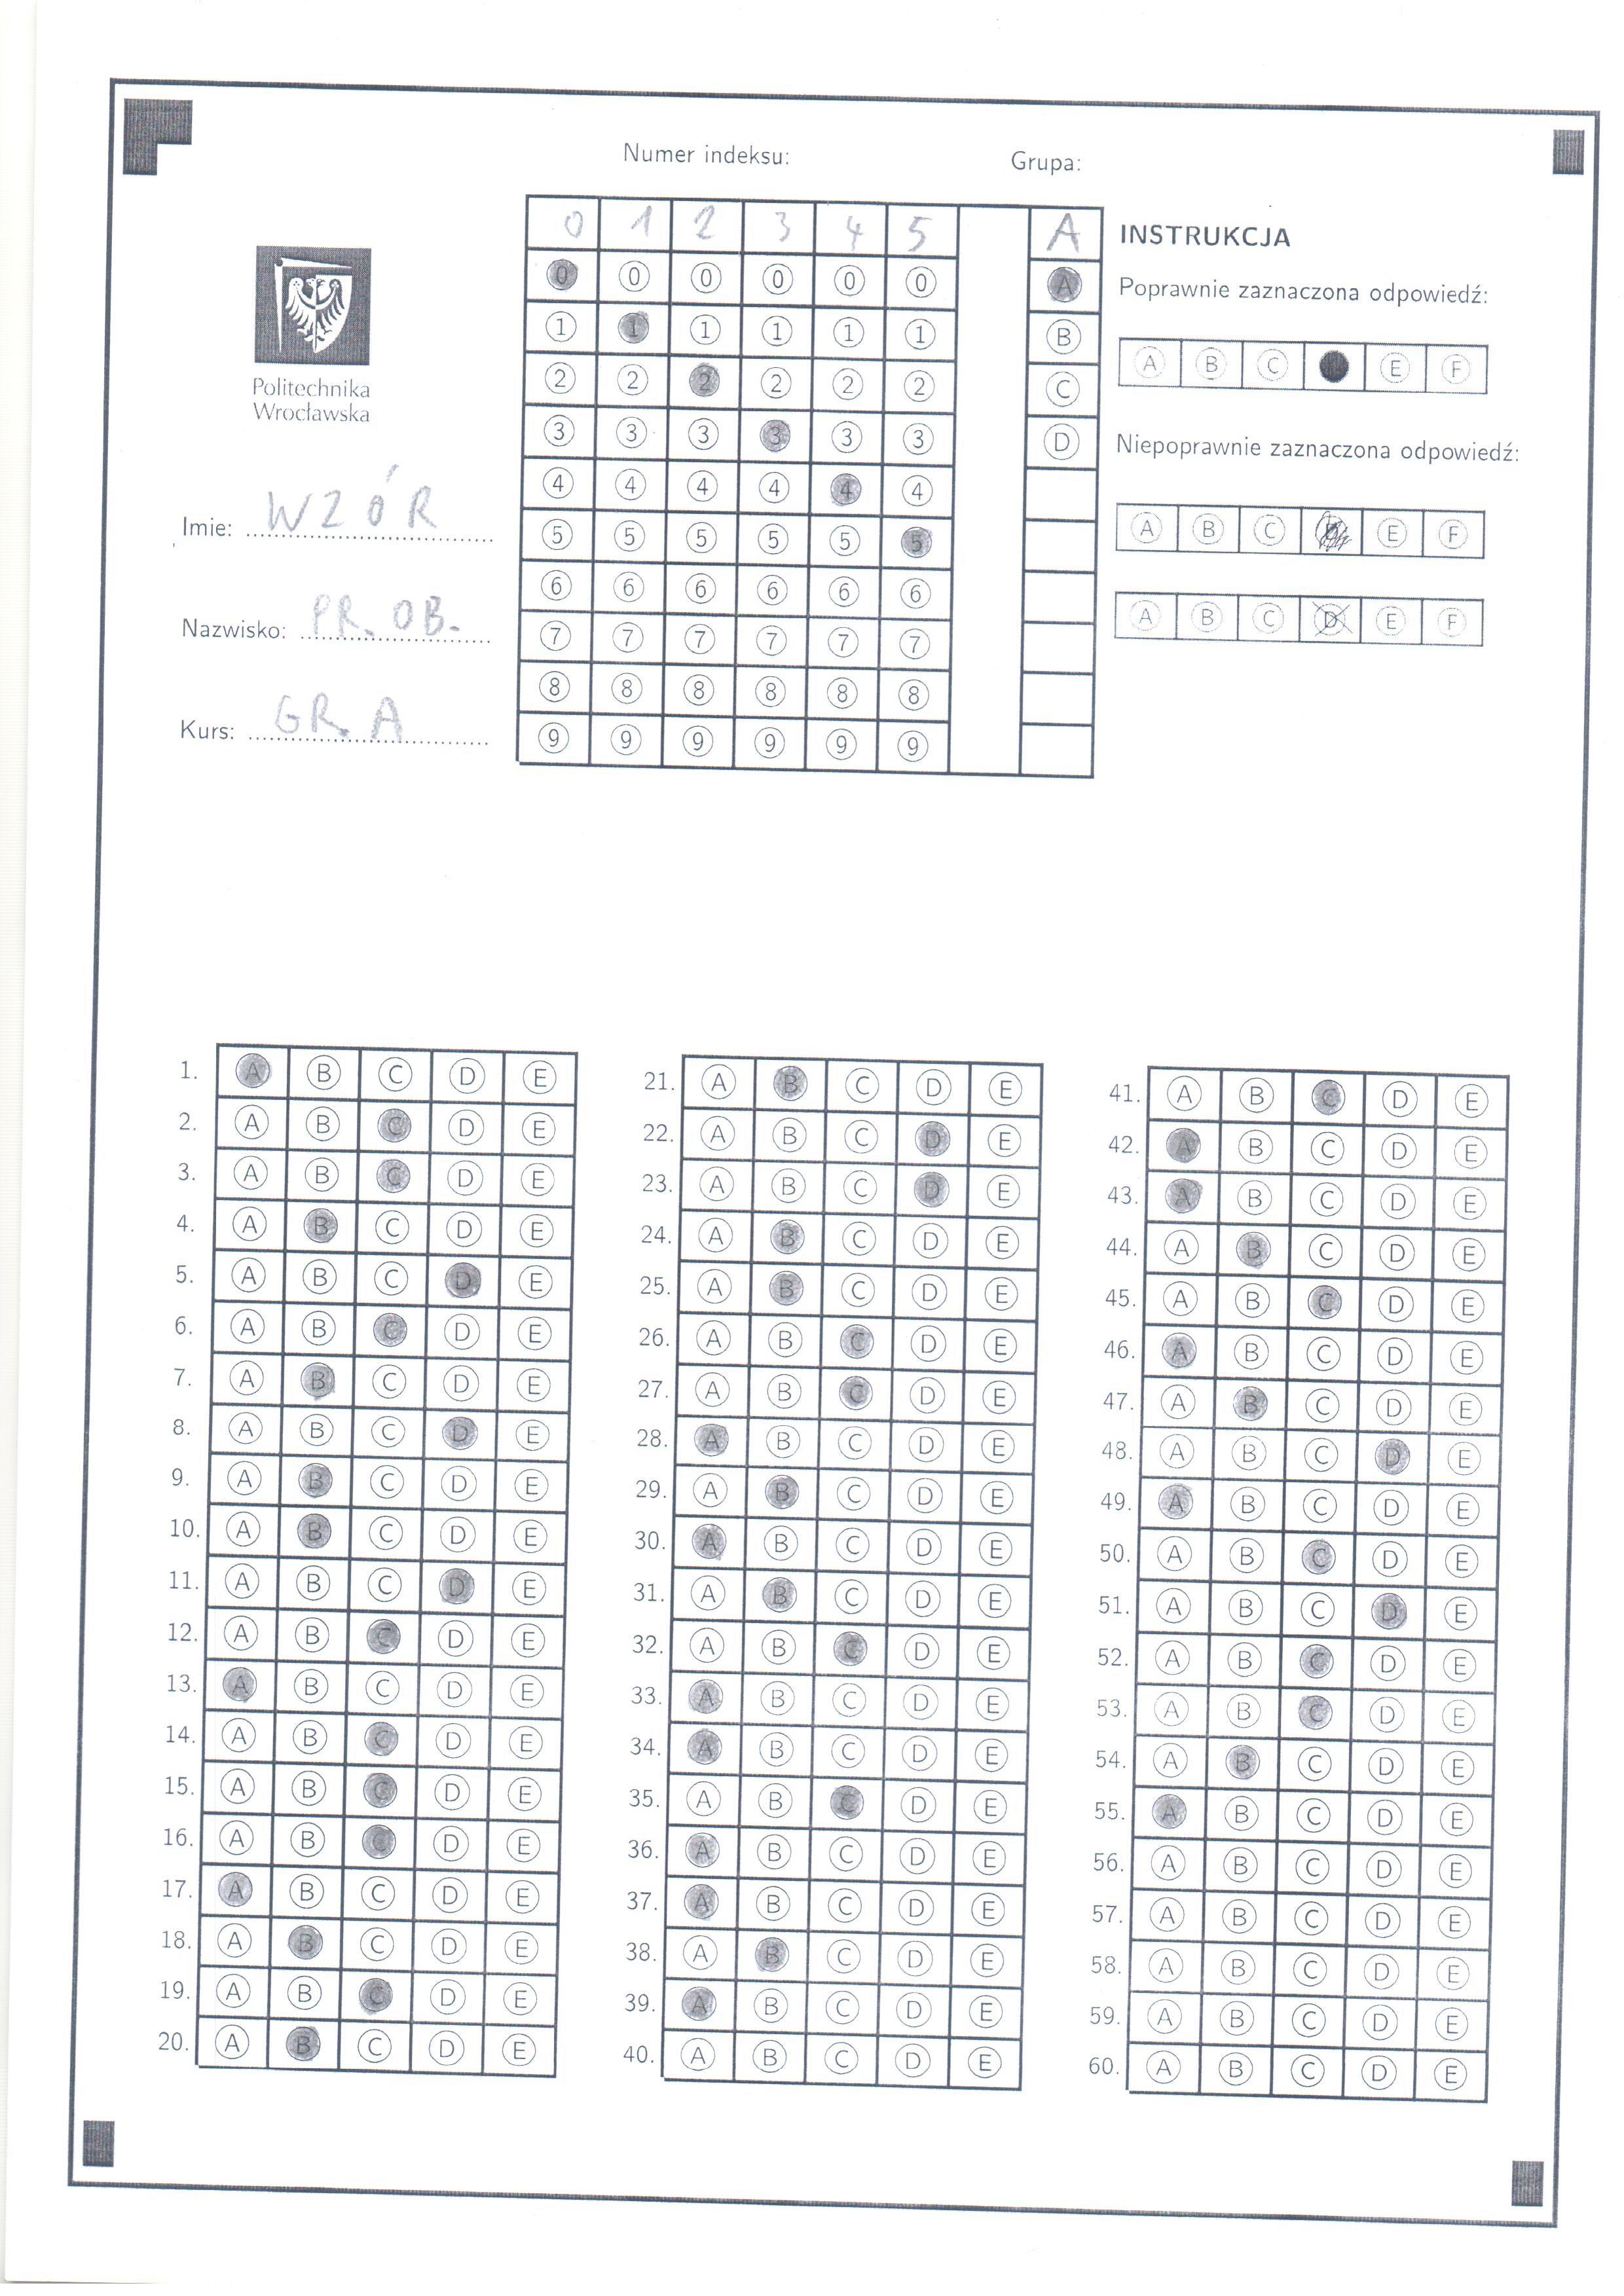 Numer indeksu: Grupa:
0 1 2 3 4 5 A
0 0 0 0 0 0 A
1 1 1 1 1 1 B
2 2 2 2 2 2 C
3 3 3 3 3 3 D
4 4 4 4 4 4
5 5 5 5 5 5
6 6 6 6 6 6
7 7 7 7 7 7
8 8 8 8 8 8
9 9 9 9 9 9
INSTRUKCJA
Poprawnie zaznaczona odpowiedź:
A B C E F
Niepoprawnie zaznaczona odpowiedź:
A B C E F
A B C D E F
Politechnika
Wrocławska
Imie: WZÓR
Nazwisko: PR. OB.
Kurs: GR. A
1. A B C D E
2. A B C D E
3. A B C D E
4. A B C D E
5. A B C D E
6. A B C D E
7. A B C D E
8. A B C D E
9. A B C D E
10. A B C D E
11. A B C D E
12. A B C D E
13. A B C D E
14. A B C D E
15. A B C D E
16. A B C D E
17. A B C D E
18. A B C D E
19. A B C D E
20. A B C D E
21. A B C D E
22. A B C D E
23. A B C D E
24. A B C D E
25. A B C D E
26. A B C D E
27. A B C D E
28. A B C D E
29. A B C D E
30. A B C D E
31. A B C D E
32. A B C D E
33. A B C D E
34. A B C D E
35. A B C D E
36. A B C D E
37. A B C D E
38. A B C D E
39. A B C D E
40. A B C D E
41. A B C D E
42. A B C D E
43. A B C D E
44. A B C D E
45. A B C D E
46. A B C D E
47. A B C D E
48. A B C D E
49. A B C D E
50. A B C D E
51. A B C D E
52. A B C D E
53. A B C D E
54. A B C D E
55. A B C D E
56. A B C D E
57. A B C D E
58. A B C D E
59. A B C D E
60. A B C D E